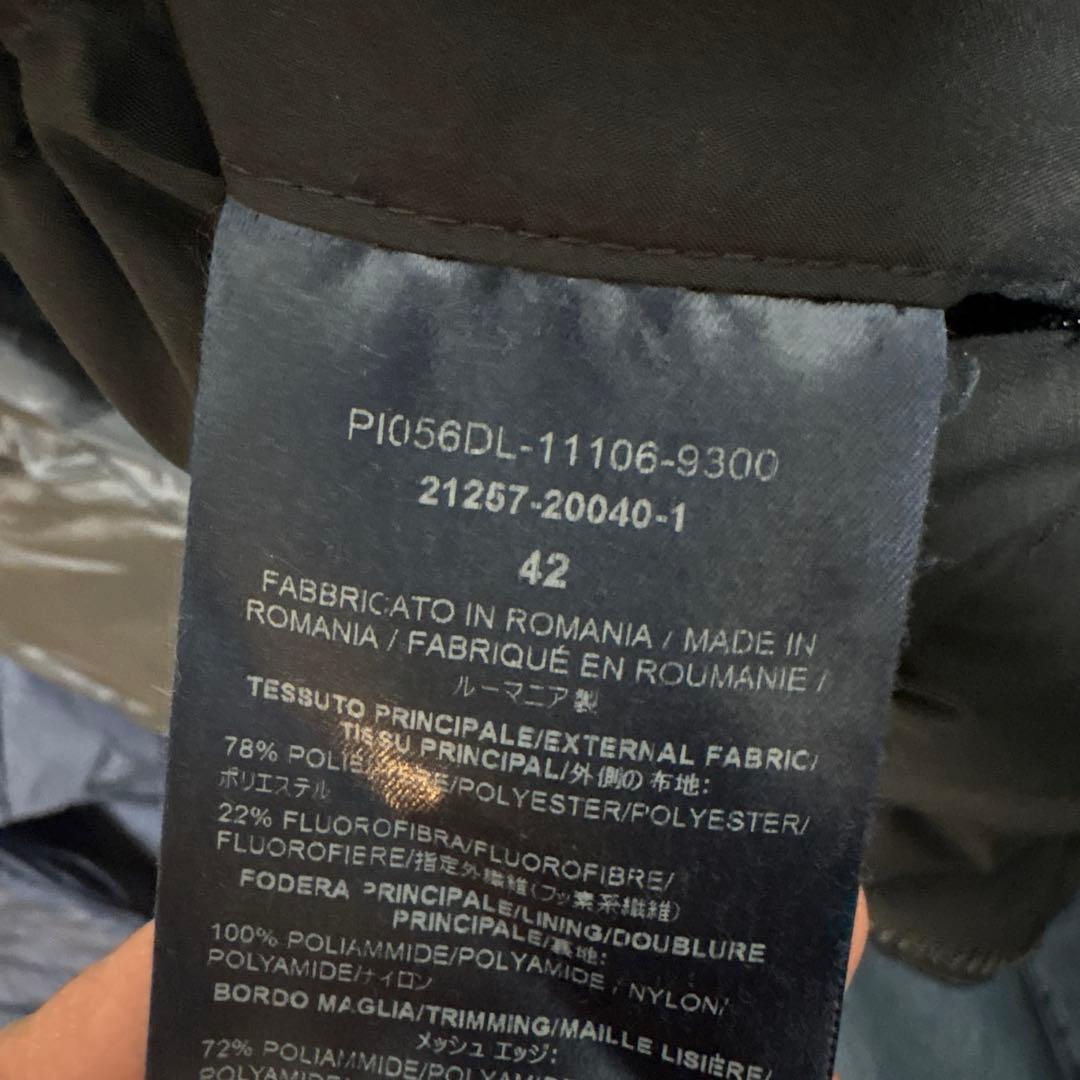 PI056DL-11106-9300
21257-20040-1
42
FABBRICATO IN ROMANIA / MADE IN
ROMANIA / FABRIQUÉ EN ROUMANIE /
ルーマニア製
TESSUTO PRINCIPALE/EXTERNAL FABRIC/
TISSU PRINCIPAL/外側の布地:
78% /POLYESTER/POLYESTER/
ポリエステル
22% FLUOROFIBRA/FLUOROFIBRE/
FLUOROFIERE/指定外繊維(フッ素系繊維)
FODERA PRINCIPALE/LINING/DOUBLURE
PRINCIPALE/裏地:
100% POLIAMMIDE/POLYAMIDE / NYLON/
POLYAMIDE/ナイロン
BORDO MAGLIA/TRIMMING/MAILLE LISIÈRE/
メッシュ エッジ:
72% POLIAMMIDE/POLYAMIDE